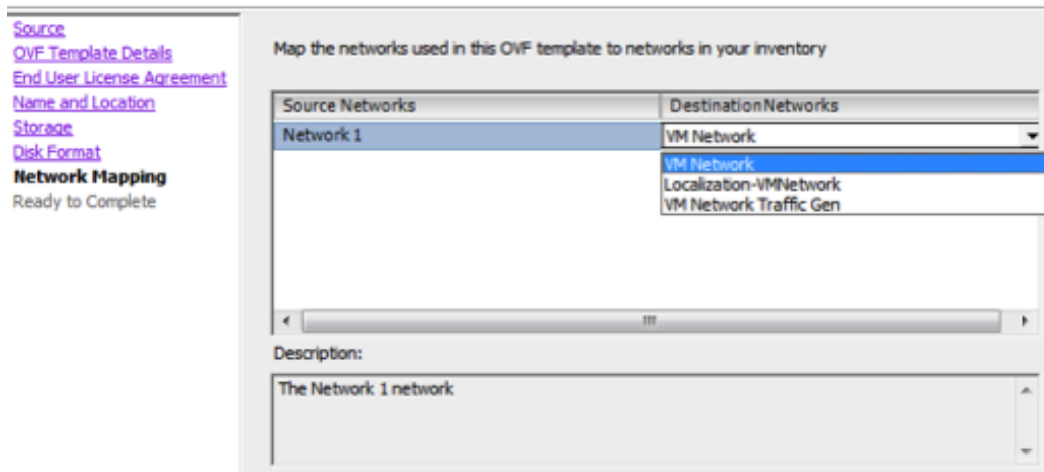 Source
OVF Template Details
End User License Agreement
Name and Location
Storage
Disk Format
Network Mapping
Ready to Complete
Map the networks used in this OVF template to networks in your inventory
Source Networks
Destination Networks
Network 1
VM Network
VM Network
Localization-VMNetwork
VM Network Traffic Gen
Description:
The Network 1 network